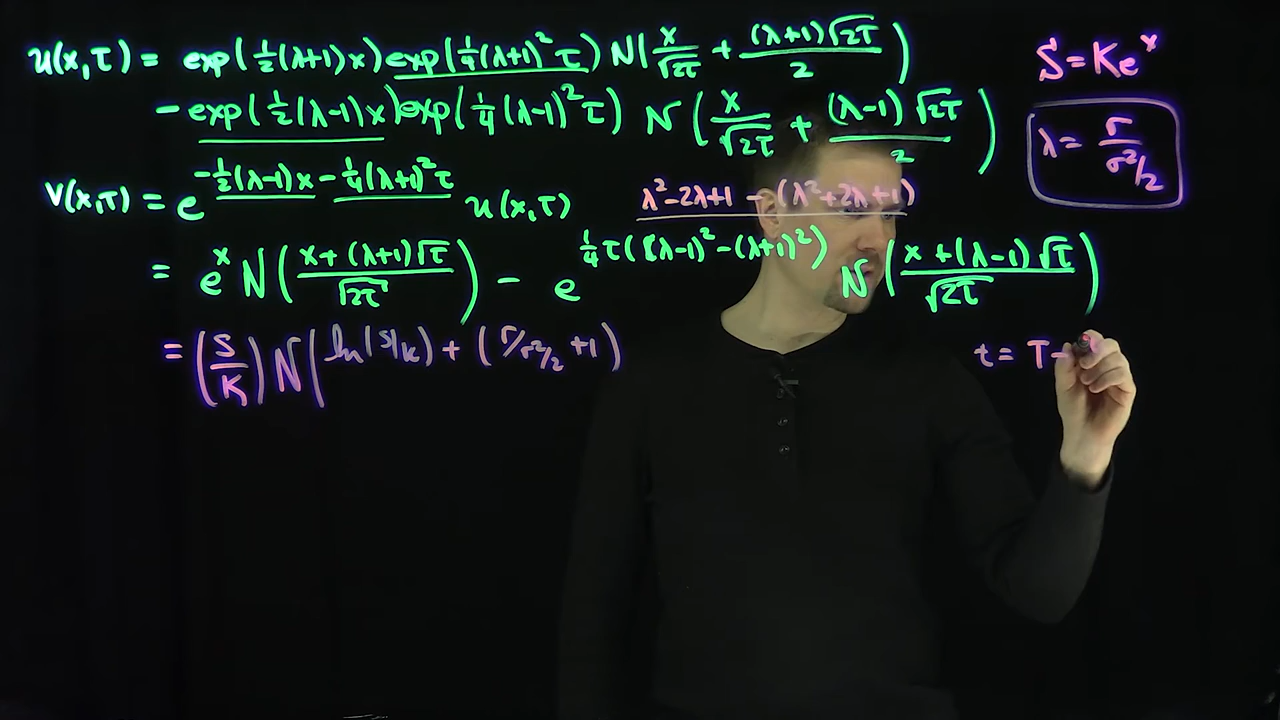 u(x,τ) = exp(½(λ+1)x) exp(¼(λ+1)²τ) N(x/√2τ + (λ+1)√2τ/2)
- exp(½(λ-1)x) exp(¼(λ-1)²τ) N(x/√2τ + (λ-1)√2τ/2)
S = Ke^x
λ = r/σ²/2
v(x,τ) = e^(-½(λ-1)x - ¼(λ+1)²τ) u(x,τ)
λ²-2λ+1 - (λ²+2λ+1)
= e^x N(x + (λ+1)√τ/√2τ) - e^(¼τ((λ-1)²-(λ+1)²)) N(x + (λ-1)√τ/√2τ)
= (S/K) N(ln(S/K) + (r/σ²/2 + 1)
t = T-